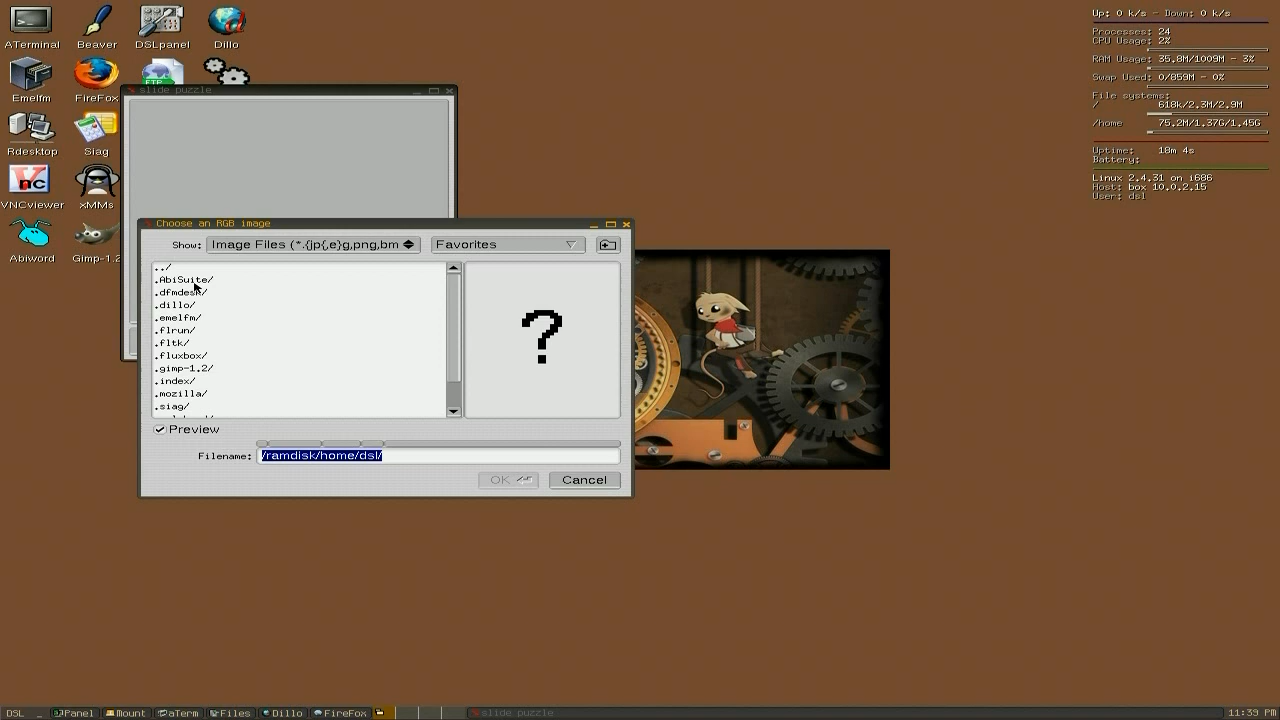 ATerminal
Beaver
DSLpanel
Dillo
Emelfm
FireFox
FTP
Rdesktop
Siag
VNCviewer
xMMs
Abiword
Gimp-1.2
slide puzzle
Choose an RGB image
Show: Image Files (*.{jp{,e}g,png,bm
Favorites
../
.AbiSuite/
.dfmdesk/
.dillo/
.emelfm/
.flrun/
.fltk/
.fluxbox/
.gimp-1.2/
.index/
.mozilla/
.siag/
?
Preview
Filename: /ramdisk/home/dsl/
OK
Cancel
Up: 0 k/s - Down: 0 k/s
Processes: 24
CPU Usage: 2%
RAM Usage: 35.8M/1009M - 3%
Swap Used: 0/859M - 0%
File systems:
/ 618k/2.3M/2.9M
/home 75.2M/1.37G/1.45G
Uptime: 18m 4s
Battery:
Linux 2.4.31 on i686
Host: box 10.0.2.15
User: dsl
DSL _ Panel Mount aTerm Files Dillo FireFox slide puzzle 11:39 PM